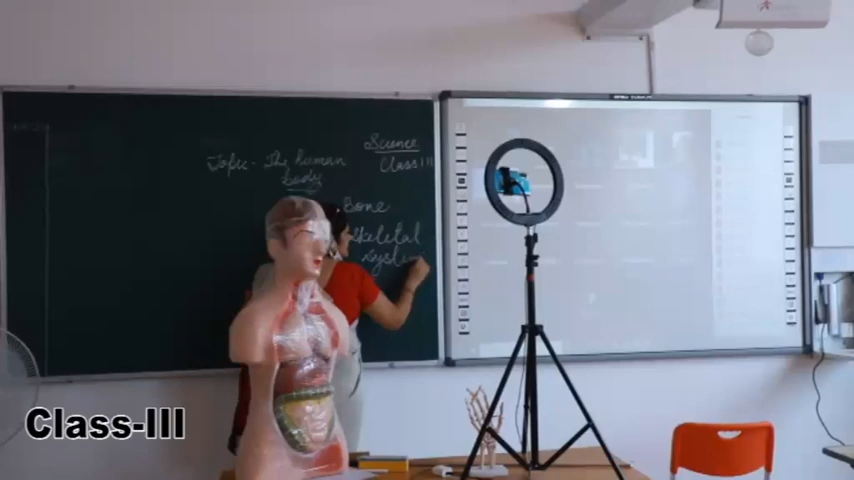 Science
Class III
Topic - The human
body
Bone
Skeletal
System
Class-III